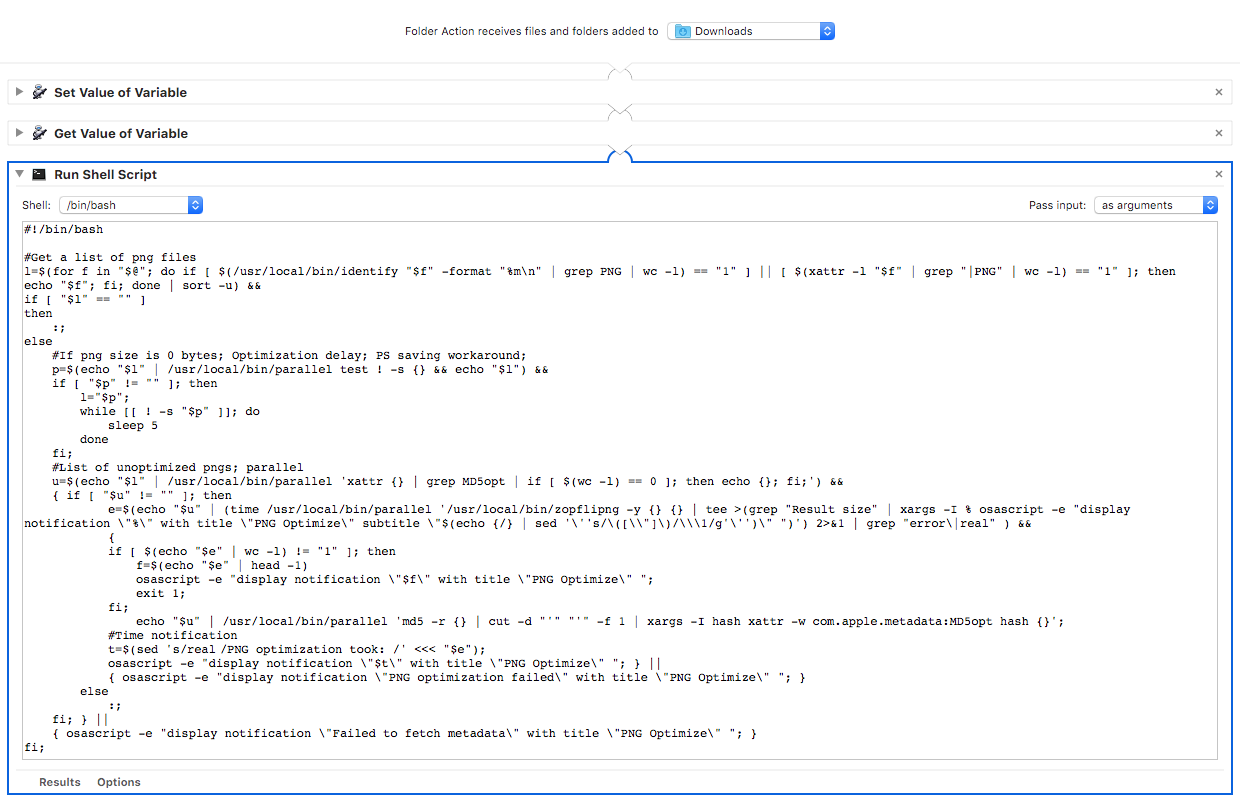 Folder Action receives files and folders added to Downloads
Set Value of Variable
Get Value of Variable
Run Shell Script
Shell: /bin/bash Pass input: as arguments
#!/bin/bash

#Get a list of png files
l=$(for f in "$@"; do if [ $(/usr/local/bin/identify "$f" -format "%m\n" | grep PNG | wc -l) == "1" ] || [ $(xattr -l "$f" | grep "|PNG" | wc -l) == "1" ]; then
echo "$f"; fi; done | sort -u) &&
if [ "$l" == "" ]
then
    :;
else
    #If png size is 0 bytes; Optimization delay; PS saving workaround;
    p=$(echo "$l" | /usr/local/bin/parallel test ! -s {} && echo "$l") &&
    if [ "$p" != "" ]; then
        l="$p";
        while [[ ! -s "$p" ]]; do
            sleep 5
        done
    fi;
    #List of unoptimized pngs; parallel
    u=$(echo "$l" | /usr/local/bin/parallel 'xattr {} | grep MD5opt | if [ $(wc -l) == 0 ]; then echo {}; fi;') &&
    { if [ "$u" != "" ]; then
            e=$(echo "$u" | (time /usr/local/bin/parallel '/usr/local/bin/zopflipng -y {} {} | tee >(grep "Result size" | xargs -I % osascript -e "display
notification \"%\" with title \"PNG Optimize\" subtitle \"$(echo {/} | sed '\''s/\([\\"]\)/\\\1/g'\'')\" ")') 2>&1 | grep "error\|real" ) &&
            {
            if [ $(echo "$e" | wc -l) != "1" ]; then
                f=$(echo "$e" | head -1)
                osascript -e "display notification \"$f\" with title \"PNG Optimize\" ";
                exit 1;
            fi;
                echo "$u" | /usr/local/bin/parallel 'md5 -r {} | cut -d "'" "'" -f 1 | xargs -I hash xattr -w com.apple.metadata:MD5opt hash {}';
            #Time notification
            t=$(sed 's/real /PNG optimization took: /' <<< "$e");
            osascript -e "display notification \"$t\" with title \"PNG Optimize\" "; } ||
            { osascript -e "display notification \"PNG optimization failed\" with title \"PNG Optimize\" "; }
        else
            :;
    fi; } ||
    { osascript -e "display notification \"Failed to fetch metadata\" with title \"PNG Optimize\" "; }
fi;
Results Options